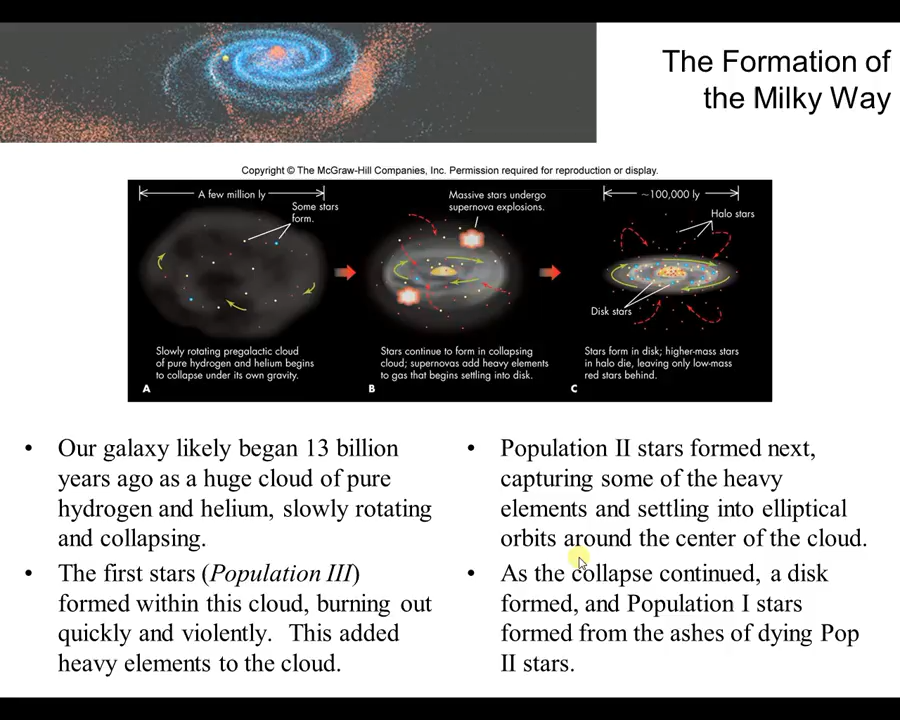 The Formation of
the Milky Way
Copyright © The McGraw-Hill Companies, Inc. Permission required for reproduction or display.
A few million ly
Some stars
form.
Slowly rotating pregalactic cloud
of pure hydrogen and helium begins
to collapse under its own gravity.
A
Massive stars undergo
supernova explosions.
Stars continue to form in collapsing
cloud; supernovas add heavy elements
to gas that begins settling into disk.
B
~100,000 ly
Halo stars
Disk stars
Stars form in disk; higher-mass stars
in halo die, leaving only low-mass
red stars behind.
C
• Our galaxy likely began 13 billion
years ago as a huge cloud of pure
hydrogen and helium, slowly rotating
and collapsing.
• The first stars (Population III)
formed within this cloud, burning out
quickly and violently. This added
heavy elements to the cloud.
• Population II stars formed next,
capturing some of the heavy
elements and settling into elliptical
orbits around the center of the cloud.
• As the collapse continued, a disk
formed, and Population I stars
formed from the ashes of dying Pop
II stars.